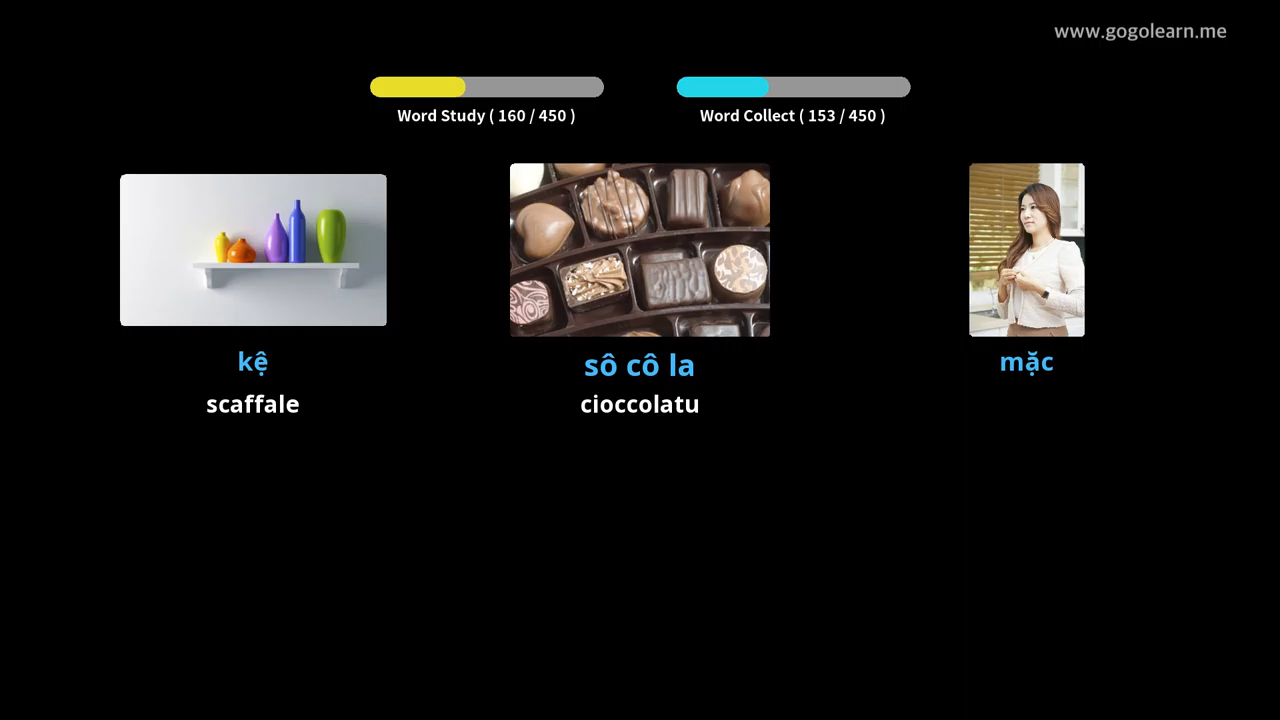 www.gogolearn.me
Word Study ( 160 / 450 )
Word Collect ( 153 / 450 )
kệ
scaffale
sô cô la
cioccolatu
mặc